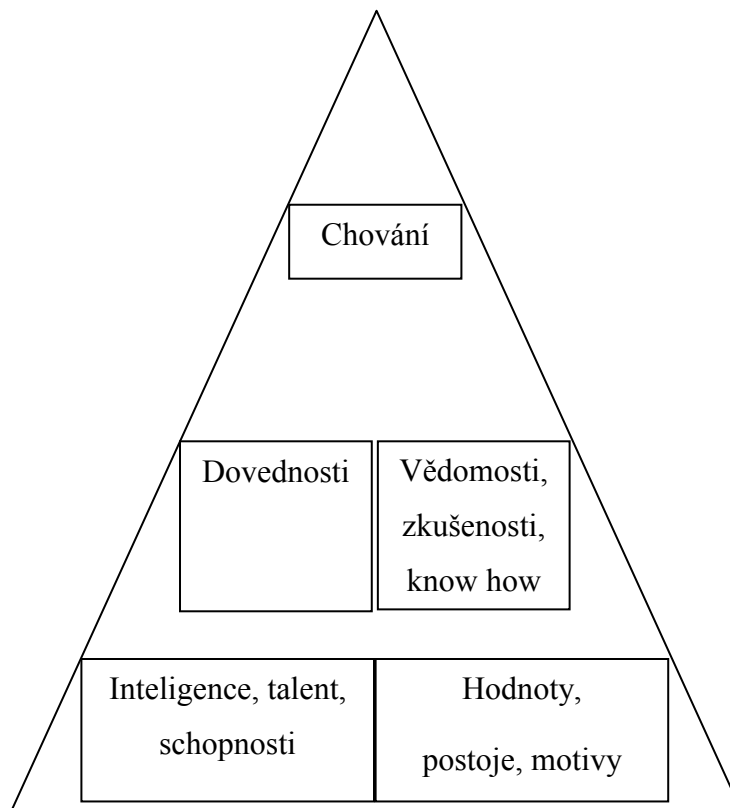 Chování
Dovednosti
Vědomosti,
zkušenosti,
know how
Inteligence, talent,
schopnosti
Hodnoty,
postoje, motivy